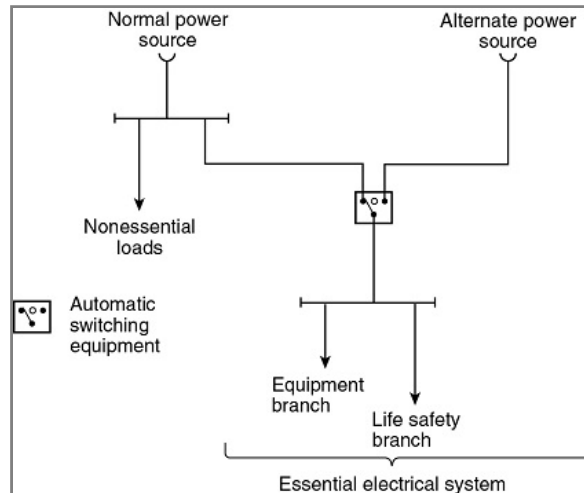 Normal power
source
Alternate power
source
Nonessential
loads
Automatic
switching
equipment
Equipment
branch
Life safety
branch
Essential electrical system